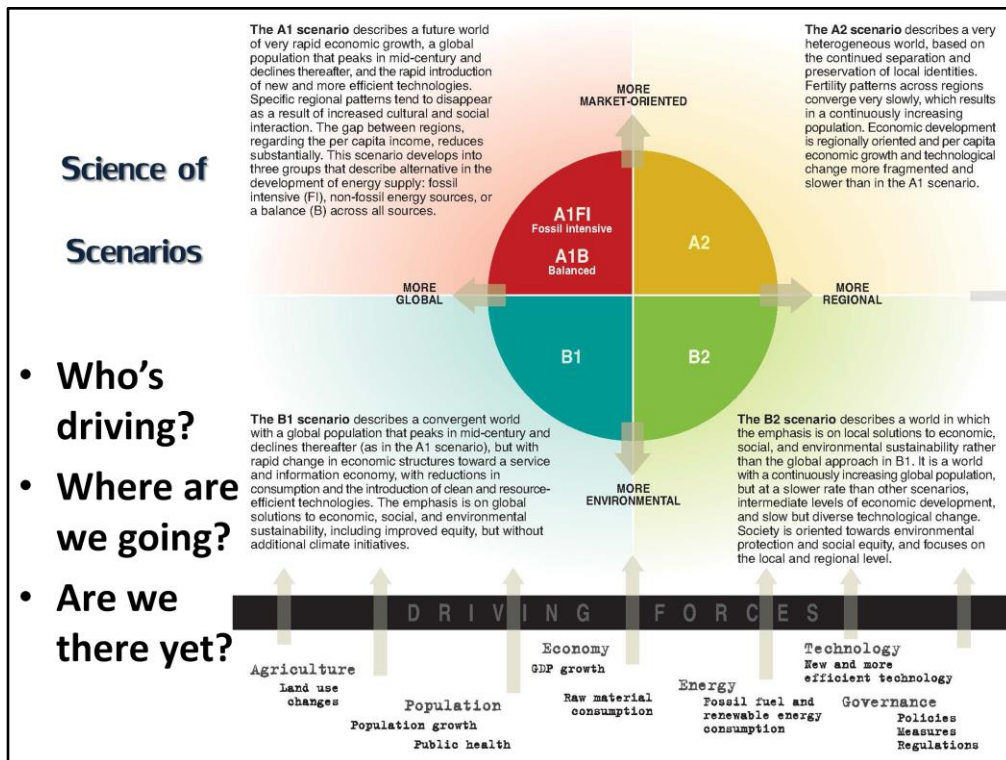 Science of
Scenarios
• Who's
driving?
• Where are
we going?
• Are we
there yet?
The A1 scenario describes a future world
of very rapid economic growth, a global
population that peaks in mid-century and
declines thereafter, and the rapid introduction
of new and more efficient technologies.
Specific regional patterns tend to disappear
as a result of increased cultural and social
interaction. The gap between regions,
regarding the per capita income, reduces
substantially. This scenario develops into
three groups that describe alternative in the
development of energy supply: fossil
intensive (FI), non-fossil energy sources, or
a balance (B) across all sources.
The A2 scenario describes a very
heterogeneous world, based on
the continued separation and
preservation of local identities.
Fertility patterns across regions
converge very slowly, which results
in a continuously increasing
population. Economic development
is regionally oriented and per capita
economic growth and technological
change more fragmented and
slower than in the A1 scenario.
MORE
MARKET-ORIENTED
A1FI
Fossil intensive
A1B
Balanced
A2
MORE
GLOBAL
MORE
REGIONAL
B1
B2
MORE
ENVIRONMENTAL
The B1 scenario describes a convergent world
with a global population that peaks in mid-century and
declines thereafter (as in the A1 scenario), but with
rapid change in economic structures toward a service
and information economy, with reductions in
consumption and the introduction of clean and resource-
efficient technologies. The emphasis is on global
solutions to economic, social, and environmental
sustainability, including improved equity, but without
additional climate initiatives.
The B2 scenario describes a world in which
the emphasis is on local solutions to economic,
social, and environmental sustainability rather
than the global approach in B1. It is a world
with a continuously increasing global population,
but at a slower rate than other scenarios,
intermediate levels of economic development,
and slow but diverse technological change.
Society is oriented towards environmental
protection and social equity, and focuses on
the local and regional level.
DRIVING FORCES
Agriculture
Land use
changes
Population
Population growth
Public health
Economy
GDP growth
Raw material
consumption
Energy
Fossil fuel and
renewable energy
consumption
Technology
New and more
efficient technology
Governance
Policies
Measures
Regulations